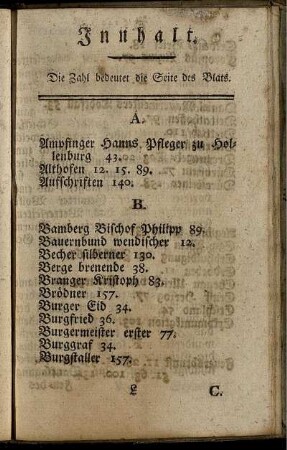 Innhalt.
Die Zahl bedeutet die Seite des Blats.
A.
Ampfinger Hanns, Pfleger zu Hol-
lenburg 43.
Althofen 12. 15. 89.
Aufschriften 140.
B.
Bamberg Bischof Philipp 89.
Bauernbund wendischer 12.
Becher silberner 130.
Berge brenende 38.
Branger Kristoph 83.
Brödner 157.
Burger Eid 34.
Burgfried 36.
Burgermeister erster 77.
Burggraf 34.
Burgstaller 157.
L C.